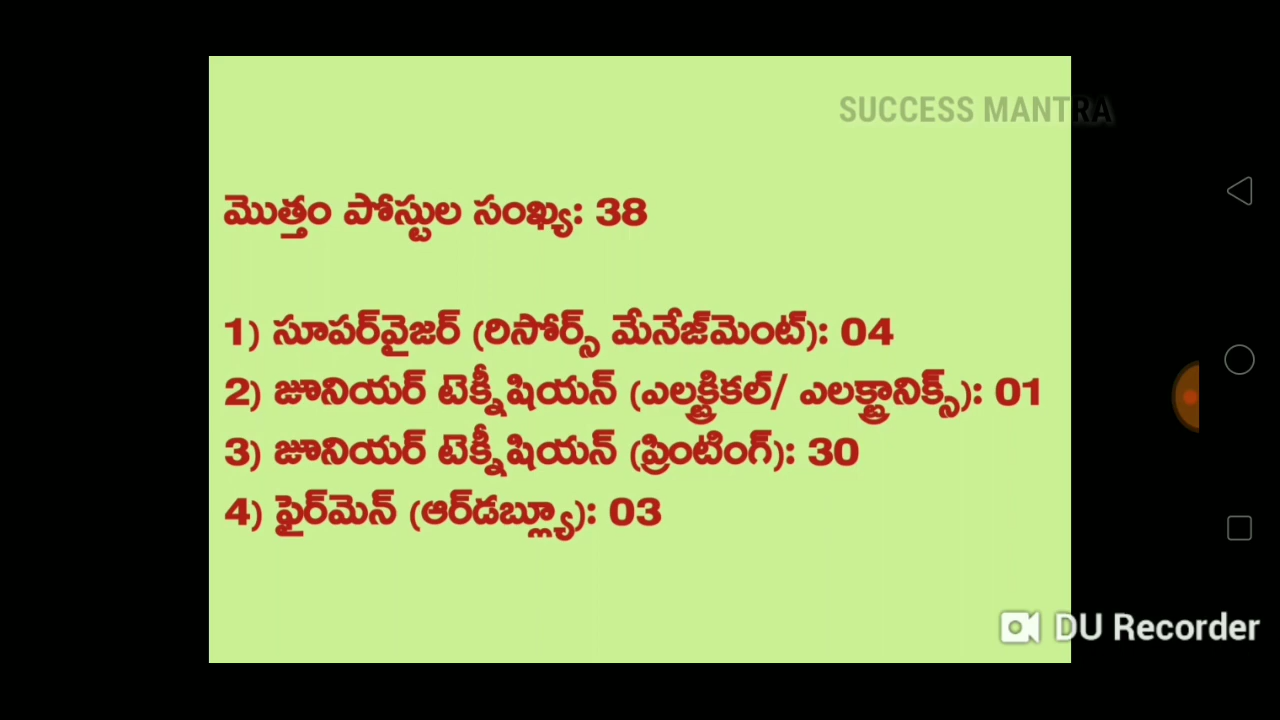 SUCCESS MANTRA
మొత్తం పోస్టుల సంఖ్య: 38
1) సూపర్‌వైజర్ (రిసోర్స్ మేనేజ్‌మెంట్): 04
2) జూనియర్ టెక్నీషియన్ (ఎలక్ట్రికల్/ ఎలక్ట్రానిక్స్): 01
3) జూనియర్ టెక్నీషియన్ (ప్రింటింగ్): 30
4) ఫైర్‌మెన్ (ఆర్‌డబ్ల్యూ): 03
DU Recorder